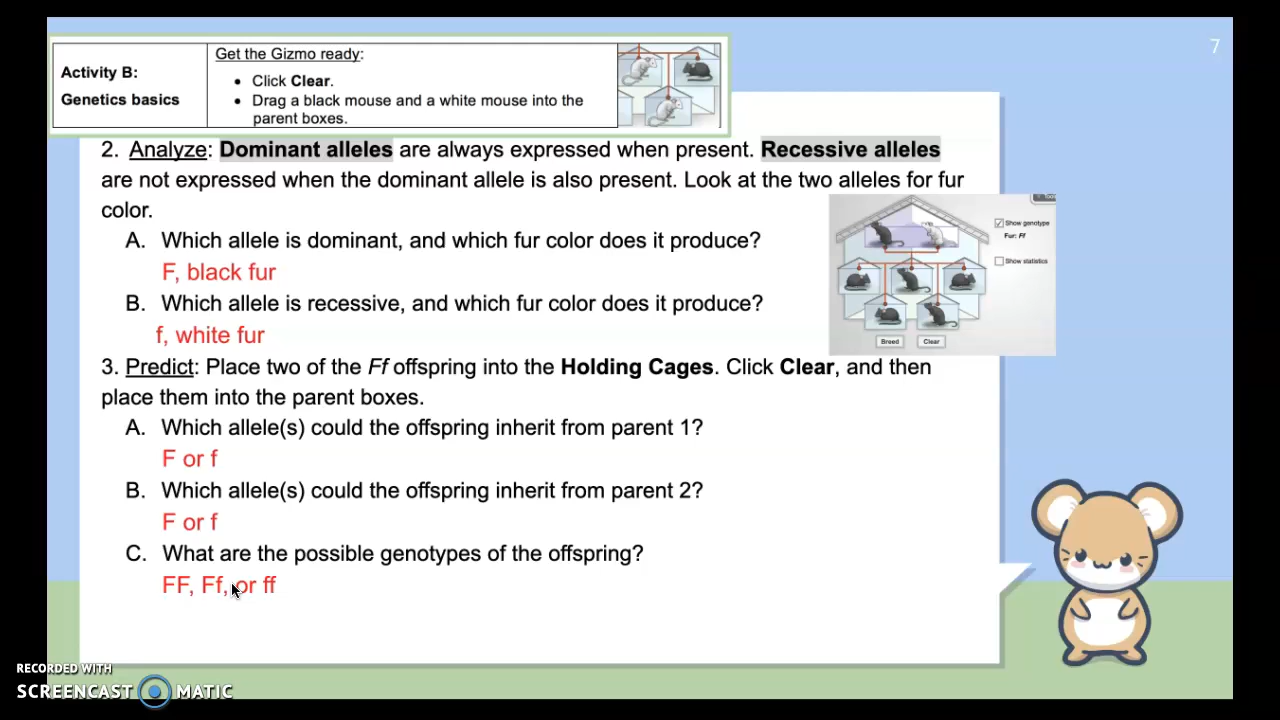 7
Activity B:
Genetics basics
Get the Gizmo ready:
• Click Clear.
• Drag a black mouse and a white mouse into the
parent boxes.
2. Analyze: Dominant alleles are always expressed when present. Recessive alleles
are not expressed when the dominant allele is also present. Look at the two alleles for fur
color.
A. Which allele is dominant, and which fur color does it produce?
F, black fur
B. Which allele is recessive, and which fur color does it produce?
f, white fur
Show genotype
Fur: Ff
Show statistics
Breed Clear
3. Predict: Place two of the Ff offspring into the Holding Cages. Click Clear, and then
place them into the parent boxes.
A. Which allele(s) could the offspring inherit from parent 1?
F or f
B. Which allele(s) could the offspring inherit from parent 2?
F or f
C. What are the possible genotypes of the offspring?
FF, Ff, or ff
RECORDED WITH
SCREENCAST MATIC